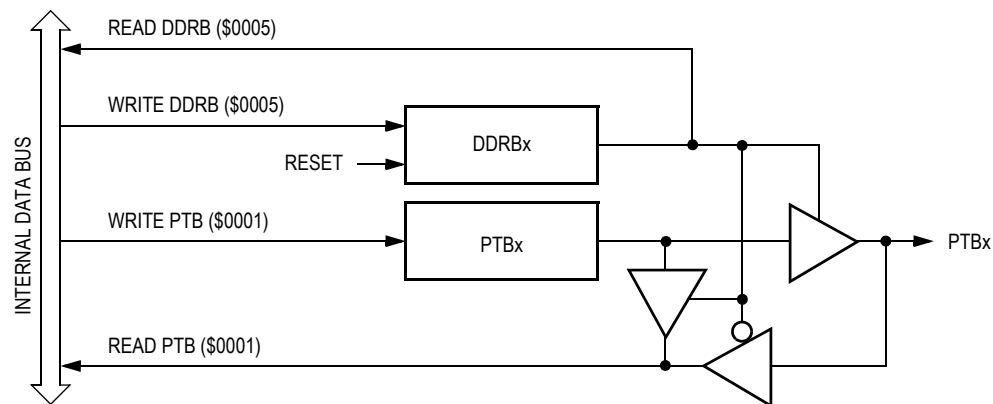 READ DDRB ($0005)
WRITE DDRB ($0005)
DDRBx
RESET
WRITE PTB ($0001)
PTBx
PTBx
READ PTB ($0001)
INTERNAL DATA BUS